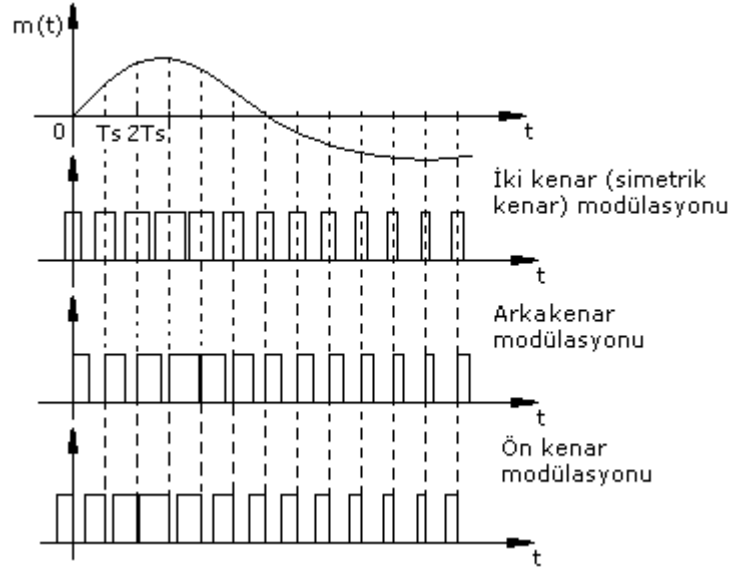 m(t)
0 Ts 2Ts t
İki kenar (simetrik
kenar) modülasyonu
t
Arkakenar
modülasyonu
t
Ön kenar
modülasyonu
t